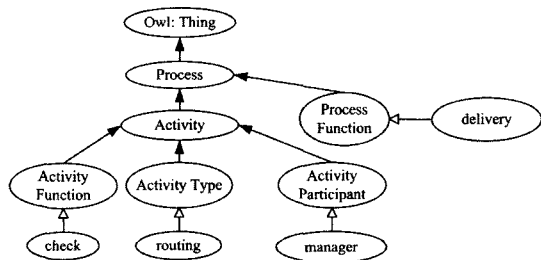 Owl: Thing
Process
Process
Function
delivery
Activity
Activity
Function
Activity Type
Activity
Participant
check
routing
manager